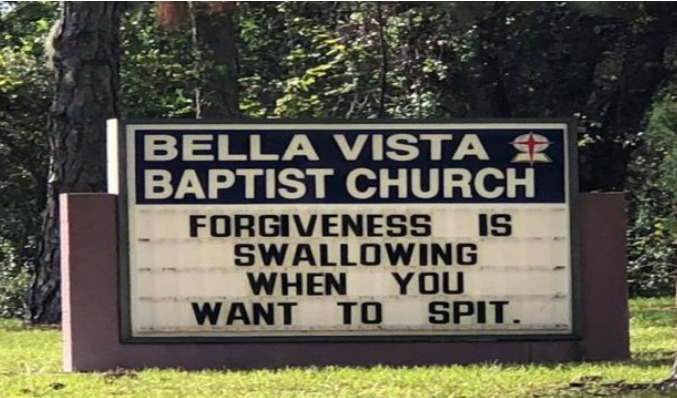 BELLA VISTA
BAPTIST CHURCH
FORGIVENESS IS
SWALLOWING
WHEN YOU
WANT TO SPIT.